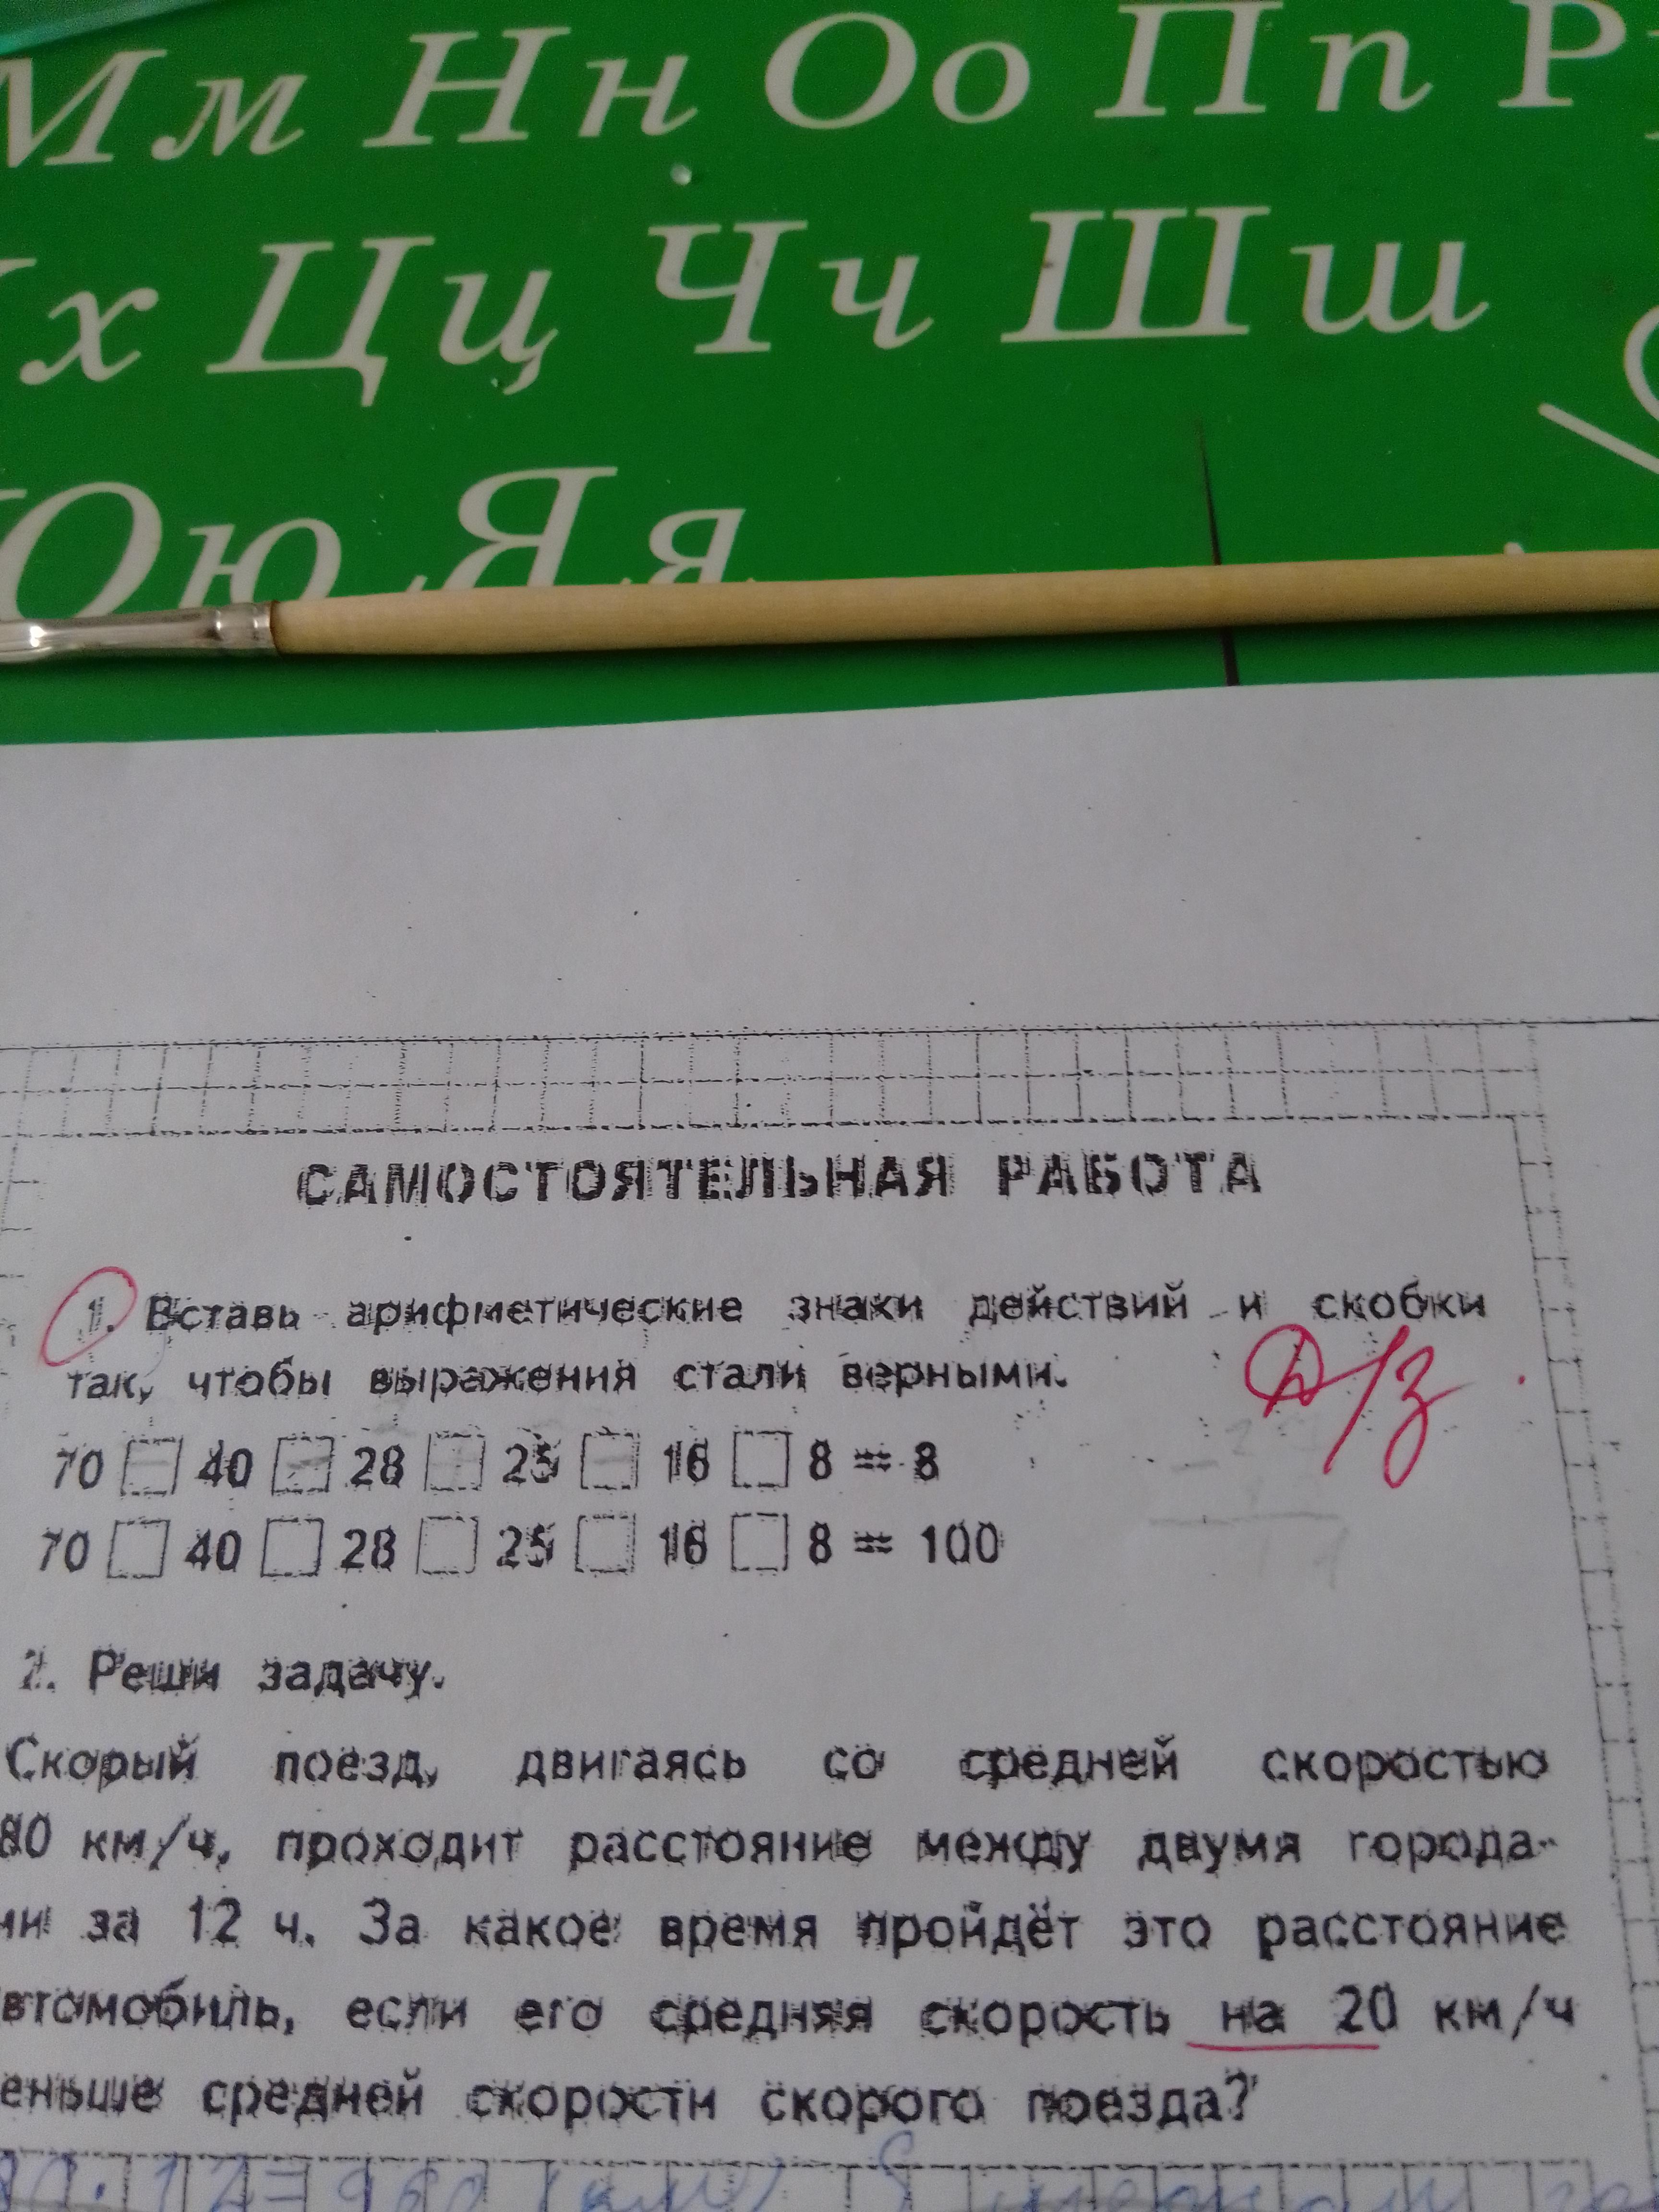 Мм Нн Оо Пп Р
х Цц Чч Шш
Юю Яя
САМОСТОЯТЕЛЬНАЯ РАБОТА
1. Вставь арифметические знаки действий и скобки
так, чтобы выражения стали верными.
Д/з
70 □ 40 □ 28 □ 25 □ 16 □ 8 = 8
70 □ 40 □ 28 □ 25 □ 16 □ 8 = 100
2. Реши задачу.
Скорый поезд, двигаясь со средней скоростью
80 км/ч, проходит расстояние между двумя города-
ми за 12 ч. За какое время пройдёт это расстояние
втомобиль, если его средняя скорость на 20 км/ч
еньше средней скорости скорого поезда?
12=960 (км)